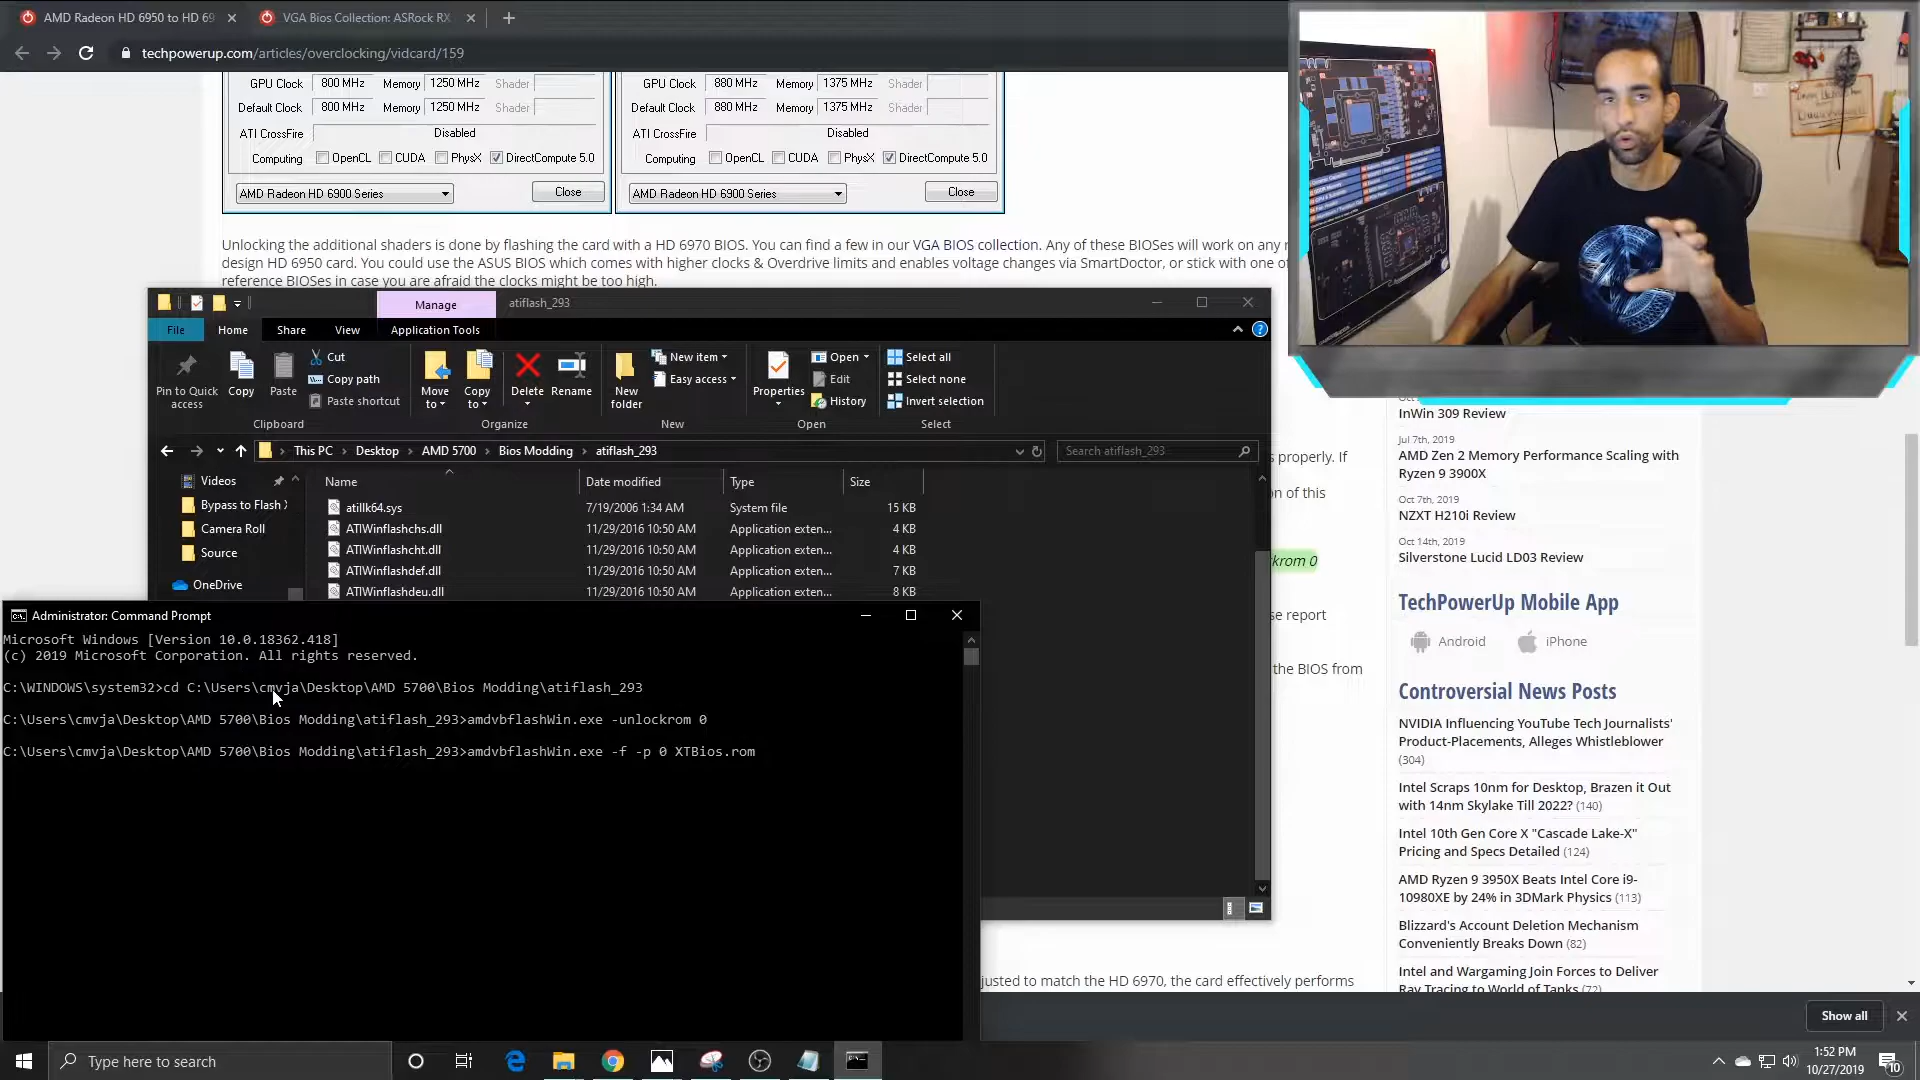 AMD Radeon HD 6950 to HD 69
VGA Bios Collection: ASRock RX
techpowerup.com/articles/overclocking/vidcard/159
GPU Clock 800 MHz Memory 1250 MHz Shader
Default Clock 800 MHz Memory 1250 MHz Shader
ATI CrossFire Disabled
Computing OpenCL CUDA PhysX DirectCompute 5.0
AMD Radeon HD 6900 Series Close
GPU Clock 880 MHz Memory 1375 MHz Shader
Default Clock 880 MHz Memory 1375 MHz Shader
ATI CrossFire Disabled
Computing OpenCL CUDA PhysX DirectCompute 5.0
AMD Radeon HD 6900 Series Close
Unlocking the additional shaders is done by flashing the card with a HD 6970 BIOS. You can find a few in our VGA BIOS collection. Any of these BIOSes will work on any r
design HD 6950 card. You could use the ASUS BIOS which comes with higher clocks & Overdrive limits and enables voltage changes via SmartDoctor, or stick with one of
reference BIOSes in case you are afraid the clocks might be too high.
Manage atiflash_293
File Home Share View Application Tools
Pin to Quick access
Copy
Paste
Cut
Copy path
Paste shortcut
Clipboard
Move to
Copy to
Delete
Rename
Organize
New folder
New item
Easy access
New
Properties
Open
Edit
History
Open
Select all
Select none
Invert selection
Select
This PC > Desktop > AMD 5700 > Bios Modding > atiflash_293
Search atiflash_293
Videos
Bypass to Flash
Camera Roll
Source
OneDrive
Name Date modified Type Size
atillk64.sys 7/19/2006 1:34 AM System file 15 KB
ATIWinflashchs.dll 11/29/2016 10:50 AM Application exten... 4 KB
ATIWinflashcht.dll 11/29/2016 10:50 AM Application exten... 4 KB
ATIWinflashdef.dll 11/29/2016 10:50 AM Application exten... 7 KB
ATIWinflashdeu.dll 11/29/2016 10:50 AM Application exten... 8 KB
s properly. If
n of this
ckrom 0
se report
the BIOS from
justed to match the HD 6970, the card effectively performs
Administrator: Command Prompt
Microsoft Windows [Version 10.0.18362.418]
(c) 2019 Microsoft Corporation. All rights reserved.
C:\WINDOWS\system32>cd C:\Users\cmvja\Desktop\AMD 5700\Bios Modding\atiflash_293
C:\Users\cmvja\Desktop\AMD 5700\Bios Modding\atiflash_293>amdvbflashWin.exe -unlockrom 0
C:\Users\cmvja\Desktop\AMD 5700\Bios Modding\atiflash_293>amdvbflashWin.exe -f -p 0 XTBios.rom
InWin 309 Review
Jul 7th, 2019
AMD Zen 2 Memory Performance Scaling with
Ryzen 9 3900X
Oct 7th, 2019
NZXT H210i Review
Oct 14th, 2019
Silverstone Lucid LD03 Review
TechPowerUp Mobile App
Android iPhone
Controversial News Posts
NVIDIA Influencing YouTube Tech Journalists'
Product-Placements, Alleges Whistleblower
(304)
Intel Scraps 10nm for Desktop, Brazen it Out
with 14nm Skylake Till 2022? (140)
Intel 10th Gen Core X "Cascade Lake-X"
Pricing and Specs Detailed (124)
AMD Ryzen 9 3950X Beats Intel Core i9-
10980XE by 24% in 3DMark Physics (113)
Blizzard's Account Deletion Mechanism
Conveniently Breaks Down (82)
Intel and Wargaming Join Forces to Deliver
Ray Tracing to World of Tanks (72)
Show all
Type here to search
1:52 PM
10/27/2019
10